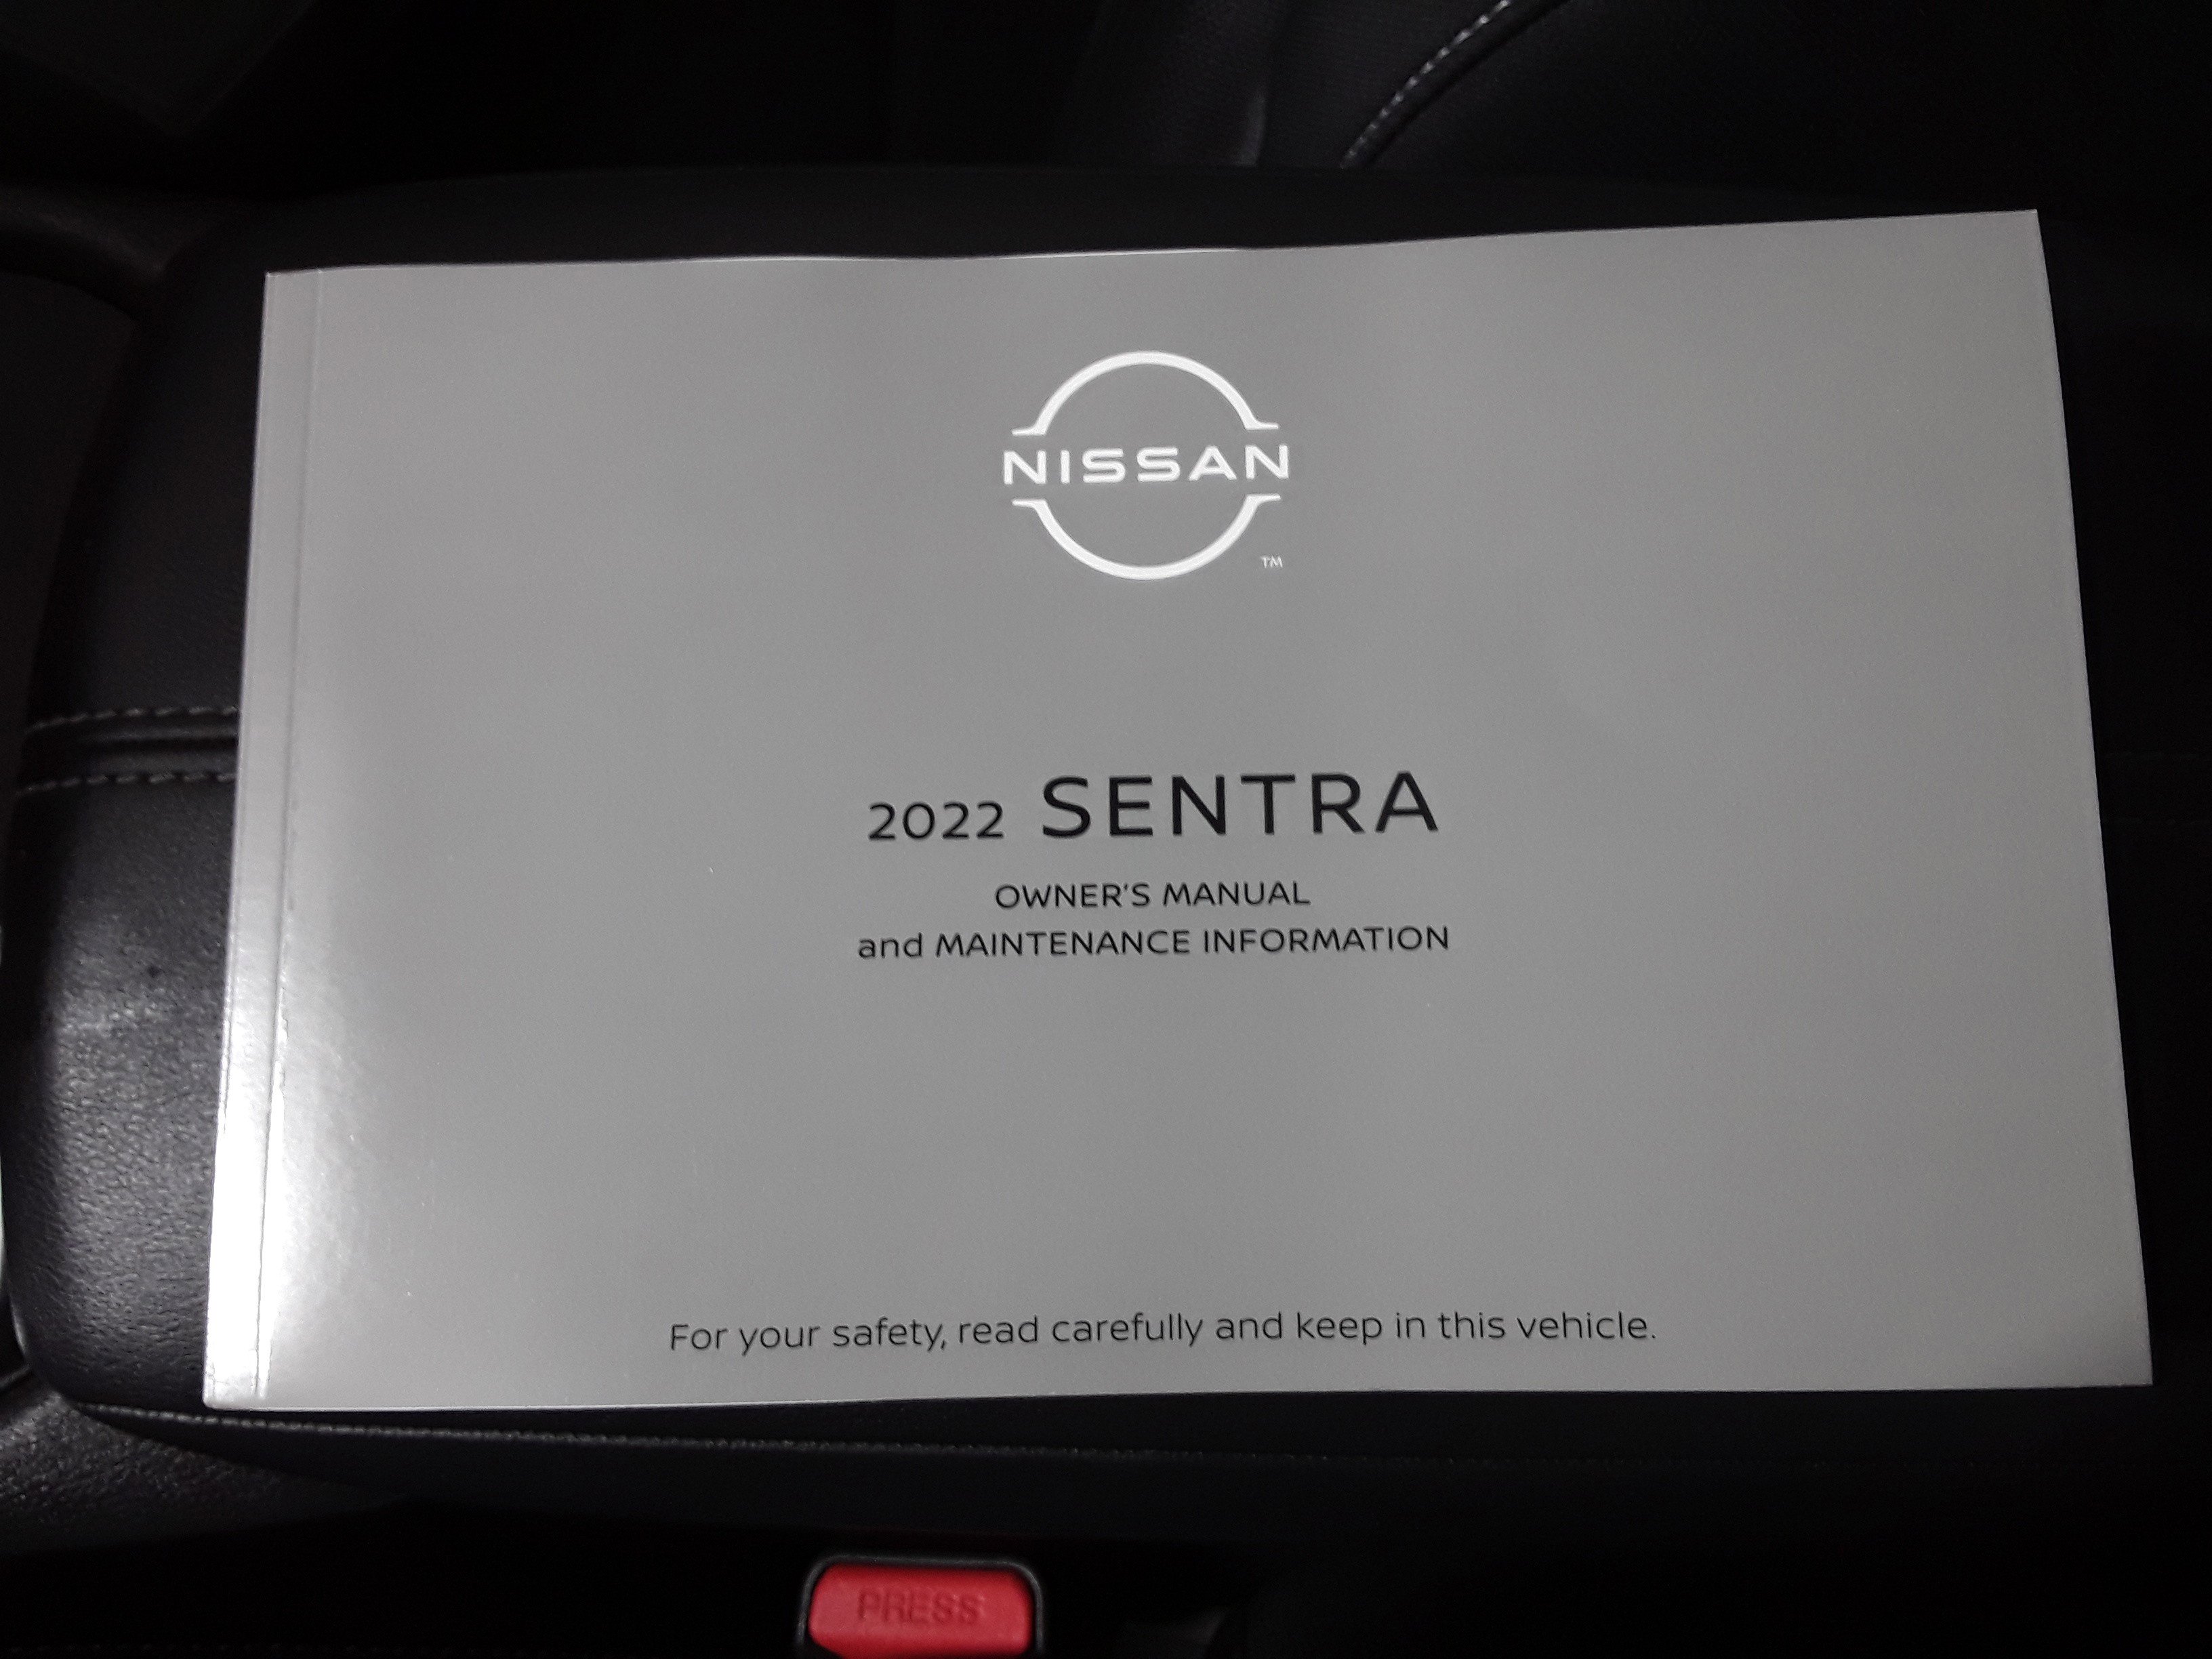 NISSAN
TM
2022 SENTRA
OWNER'S MANUAL
and MAINTENANCE INFORMATION
For your safety, read carefully and keep in this vehicle.
PRESS